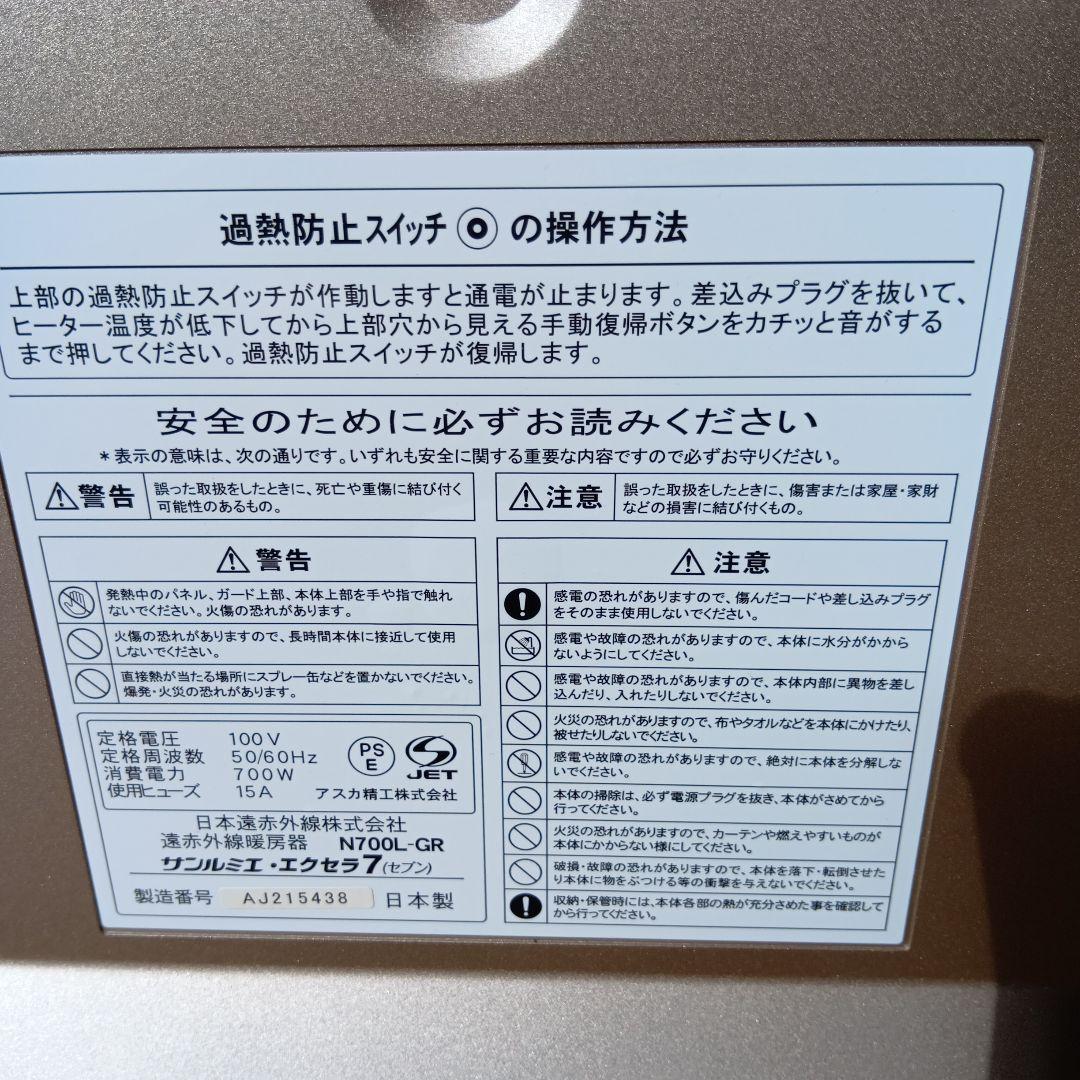 過熱防止スイッチ の操作方法
上部の過熱防止スイッチが作動しますと通電が止まります。差込みプラグを抜いて、
ヒーター温度が低下してから上部穴から見える手動復帰ボタンをカチッと音がする
まで押してください。過熱防止スイッチが復帰します。
安全のために必ずお読みください
*表示の意味は、次の通りです。いずれも安全に関する重要な内容ですので必ずお守りください。
警告
誤った取扱をしたときに、死亡や重傷に結び付く
可能性のあるもの。
注意
誤った取扱をしたときに、傷害または家屋・家財
などの損害に結び付くもの。
警告
発熱中のパネル、ガード上部、本体上部を手や指で触れ
ないでください。火傷の恐れがあります。
火傷の恐れがありますので、長時間本体に接近して使用
しないでください。
直接熱が当たる場所にスプレー缶などを置かないでください。
爆発・火災の恐れがあります。
注意
感電の恐れがありますので、傷んだコードや差し込みプラグ
をそのまま使用しないでください。
感電や故障の恐れがありますので、本体に水分がかから
ないようにしてください。
感電や故障の恐れがありますので、本体内部に異物を差し
込んだり、入れたりしないでください。
火災の恐れがありますので、布やタオルなどを本体にかけたり、
被せたりしないでください。
感電や故障の恐れがありますので、絶対に本体を分解しな
いでください。
本体の掃除は、必ず電源プラグを抜き、本体がさめてから
行ってください。
火災の恐れがありますので、カーテンや燃えやすいものが
本体にかからない様にしてください。
破損・故障の恐れがありますので、本体を落下・転倒させた
り本体に物をぶつける等の衝撃を与えないでください。
収納・保管時には、本体各部の熱が充分さめた事を確認して
から行ってください。
定格電圧 100V
定格周波数 50/60Hz
消費電力 700W
使用ヒューズ 15A
PS
E
JET
アスカ精工株式会社
日本遠赤外線株式会社
遠赤外線暖房器 N700L-GR
サンルミエ・エクセラ7(セブン)
製造番号 AJ215438 日本製